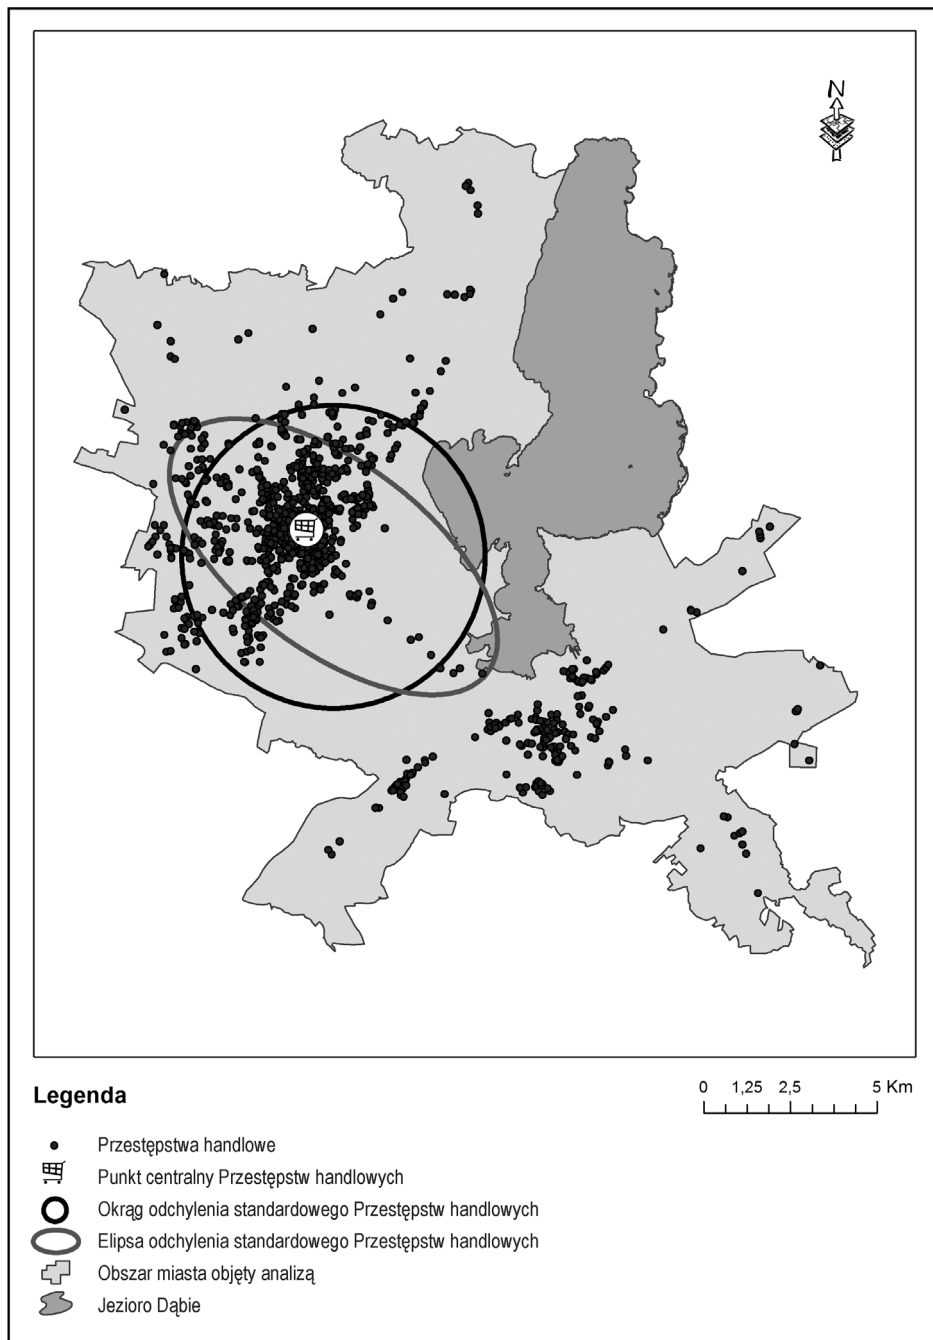 N
Legenda
0 1,25 2,5 5 Km
Przestępstwa handlowe
Punkt centralny Przestępstw handlowych
Okrąg odchylenia standardowego Przestępstw handlowych
Elipsa odchylenia standardowego Przestępstw handlowych
Obszar miasta objęty analizą
Jezioro Dąbie